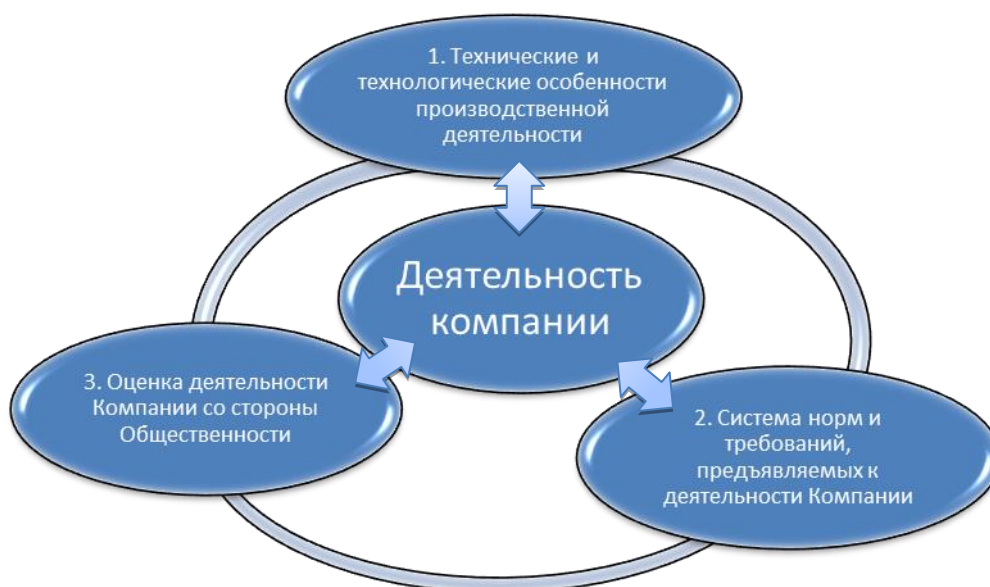 1. Технические и
технологические особенности
производственной
деятельности
Деятельность
компании
3. Оценка деятельности
Компании со стороны
Общественности
2. Система норм и
требований,
предъявляемых к
деятельности Компании